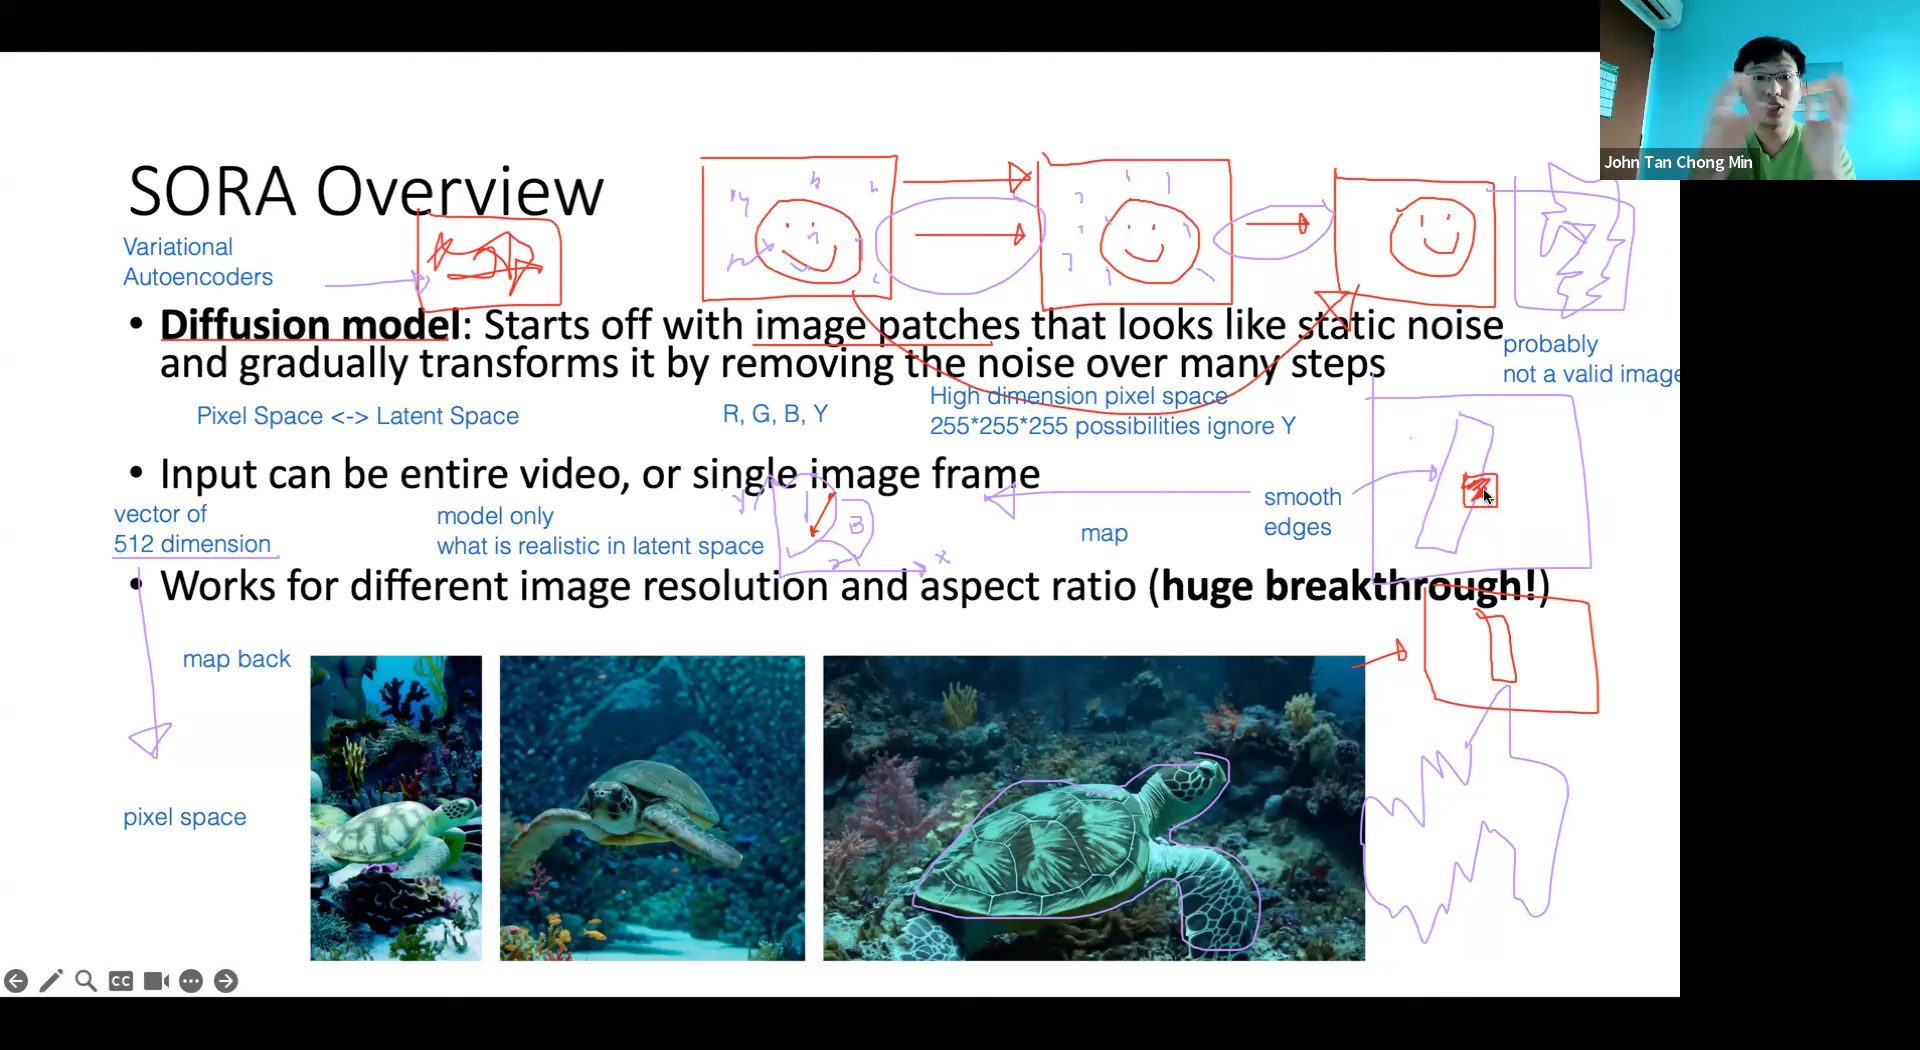 John Tan Chong Min
SORA Overview
Variational
Autoencoders
• Diffusion model: Starts off with image patches that looks like static noise
and gradually transforms it by removing the noise over many steps
probably
not a valid image
Pixel Space <-> Latent Space
R, G, B, Y
High dimension pixel space
255*255*255 possibilities ignore Y
• Input can be entire video, or single image frame
vector of
512 dimension
model only
what is realistic in latent space
y
B
x
map
smooth
edges
• Works for different image resolution and aspect ratio (huge breakthrough!)
map back
pixel space
CC